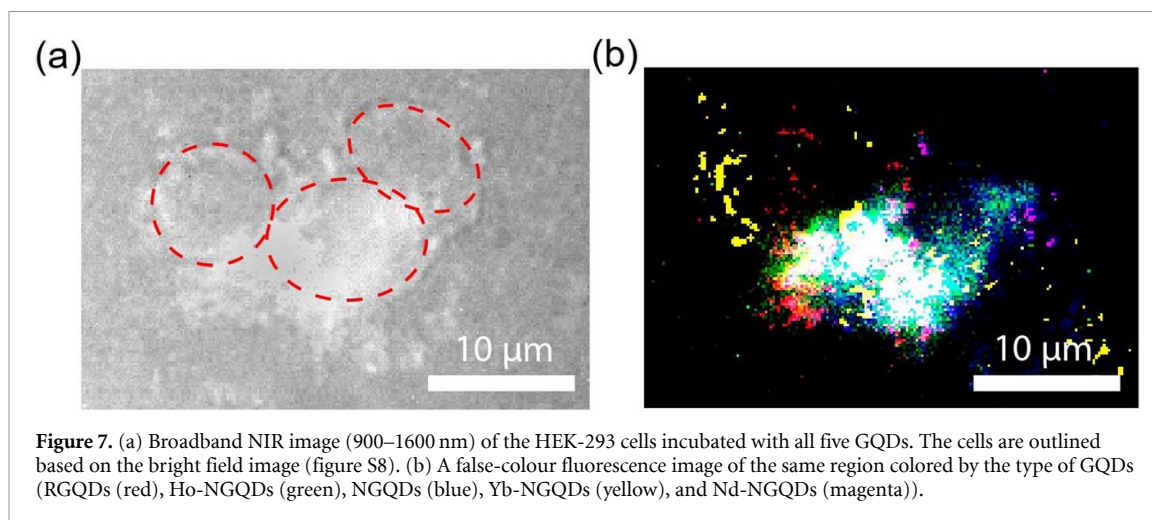 (a)
(b)
10 μm
10 μm
Figure 7. (a) Broadband NIR image (900–1600 nm) of the HEK-293 cells incubated with all five GQDs. The cells are outlined
based on the bright field image (figure S8). (b) A false-colour fluorescence image of the same region colored by the type of GQDs
(RGQDs (red), Ho-NGQDs (green), NGQDs (blue), Yb-NGQDs (yellow), and Nd-NGQDs (magenta)).